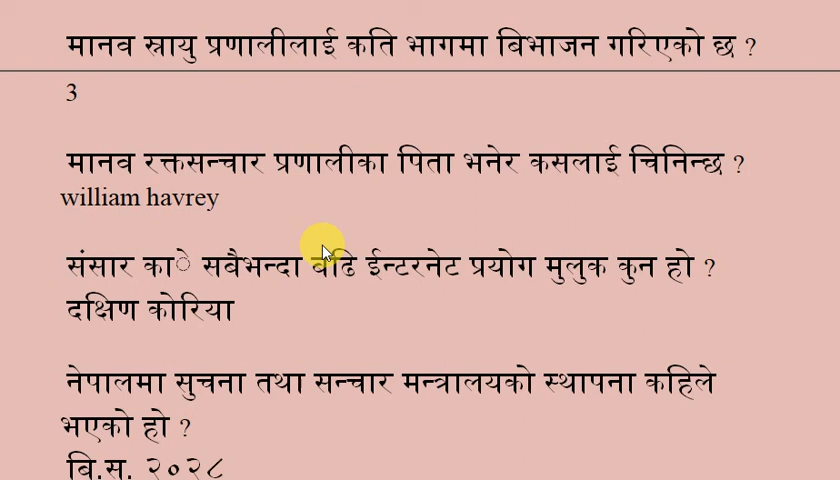 मानव स्नायु प्रणालीलाई कति भागमा बिभाजन गरिएको छ ?
3
मानव रक्तसन्चार प्रणालीका पिता भनेर कसलाई चिनिन्छ ?
william havrey
संसार काे सबैभन्दा बढि ईन्टरनेट प्रयोग मुलुक कुन हो ?
दक्षिण कोरिया
नेपालमा सुचना तथा सन्चार मन्त्रालयको स्थापना कहिले
भएको हो ?
बि.स. २०२८